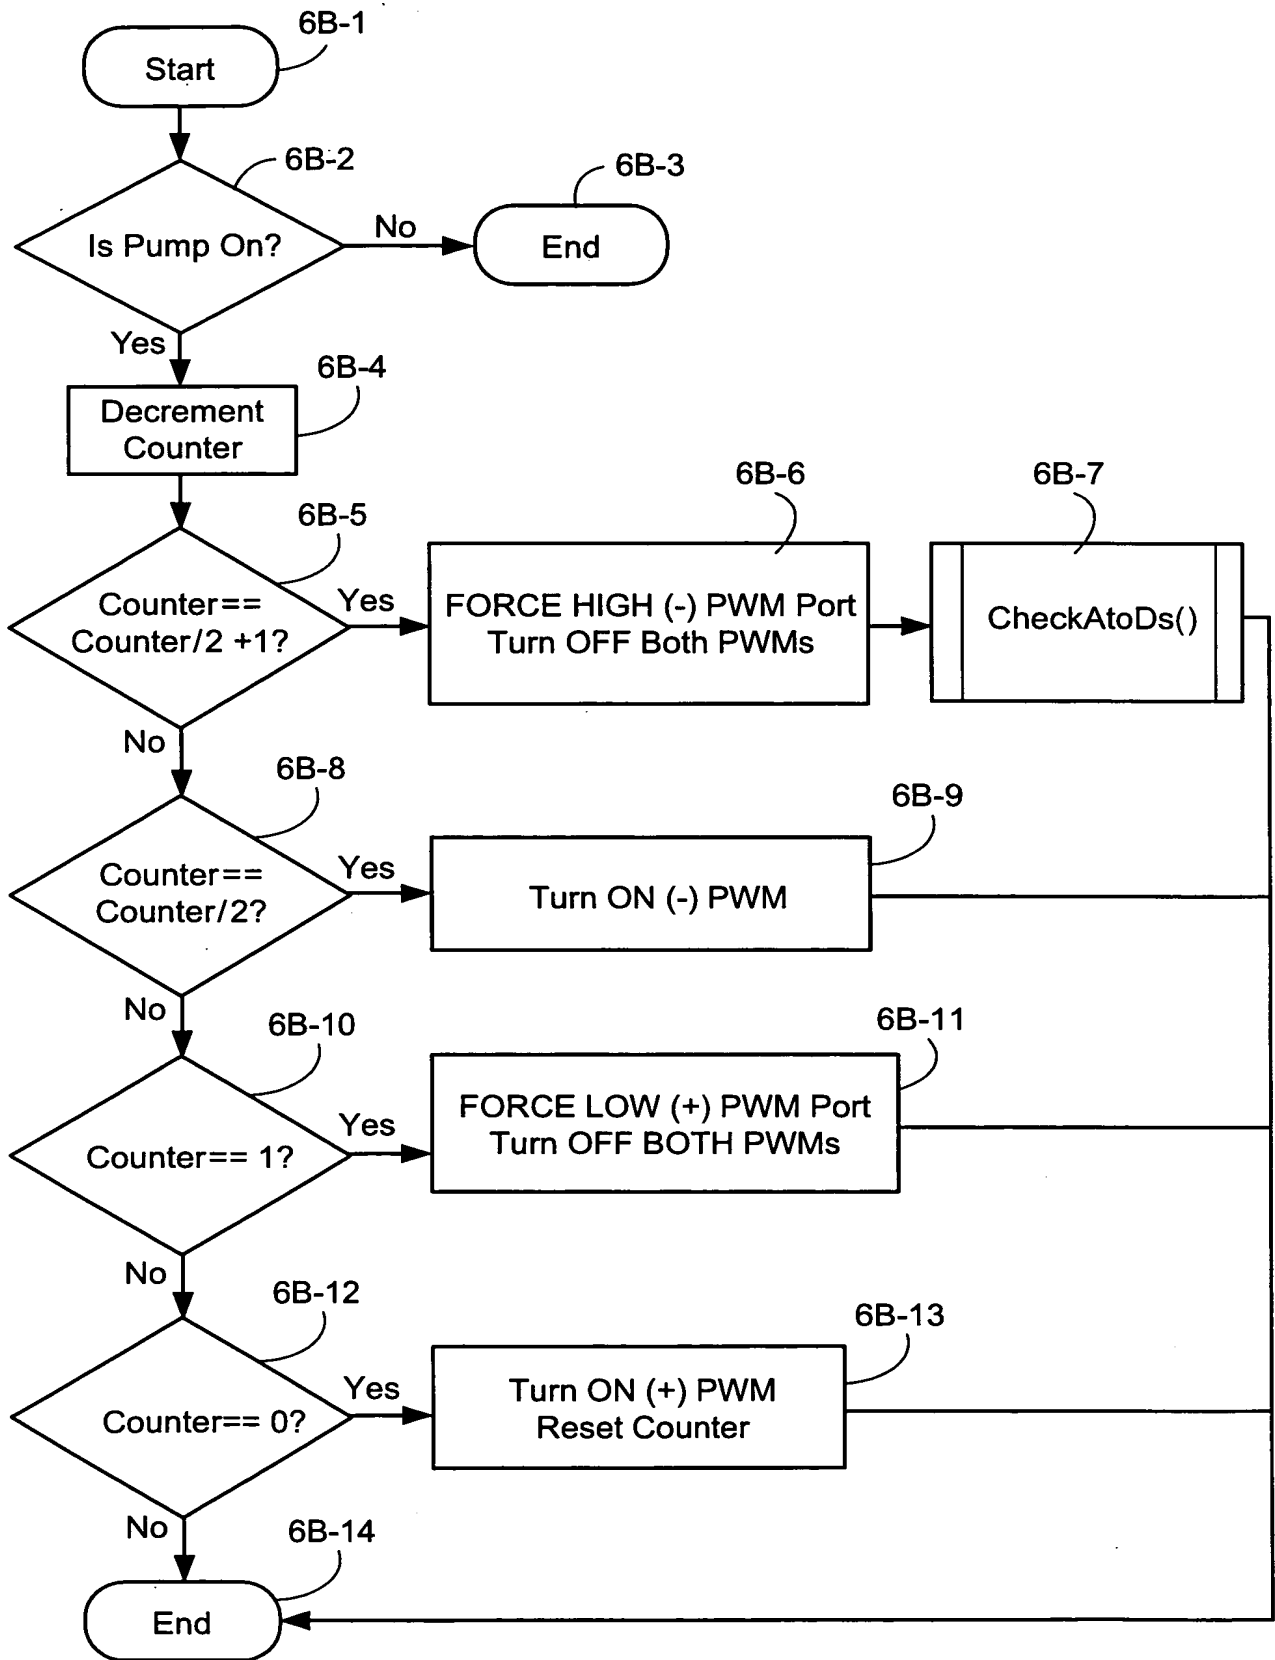 6B-1
Start
6B-2
Is Pump On?
No
6B-3
End
Yes
6B-4
Decrement
Counter
6B-5
Counter==
Counter/2 +1?
Yes
6B-6
FORCE HIGH (-) PWM Port
Turn OFF Both PWMs
6B-7
CheckAtoDs()
No
6B-8
Counter==
Counter/2?
Yes
6B-9
Turn ON (-) PWM
No
6B-10
Counter== 1?
Yes
6B-11
FORCE LOW (+) PWM Port
Turn OFF BOTH PWMs
No
6B-12
Counter== 0?
Yes
6B-13
Turn ON (+) PWM
Reset Counter
No
6B-14
End